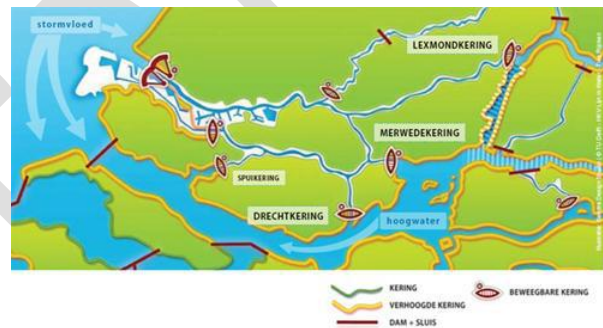 stormvloed
LEXMONDKERING
MERWEDEKERING
SPUIKERING
DRECHTKERING
hoogwater
KERING
VERHOOGDE KERING
DAM + SLUIS
BEWEEGBARE KERING